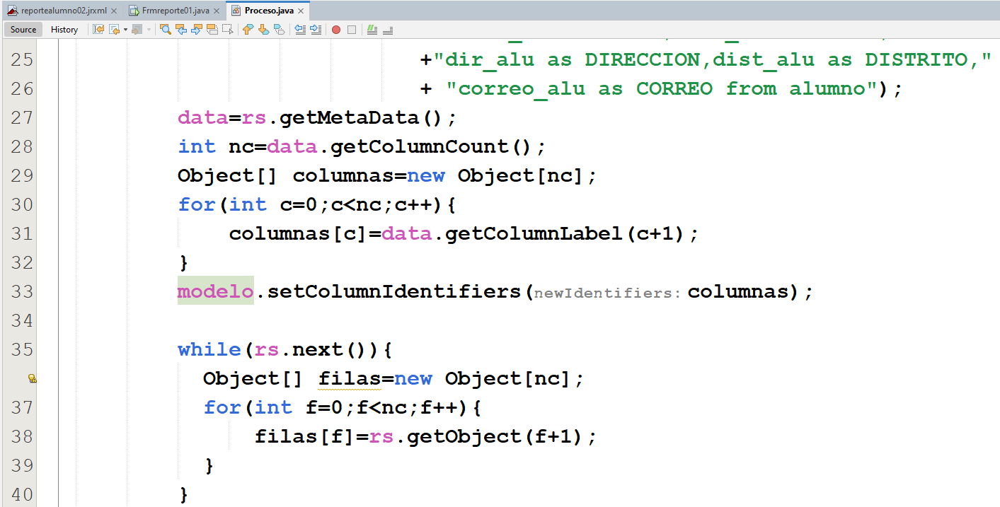 reportealumno02.jrxml Frmreporte01.java Proceso.java
Source History
25 +"dir_alu as DIRECCION,dist_alu as DISTRITO,"
26 + "correo_alu as CORREO from alumno");
27 data=rs.getMetaData();
28 int nc=data.getColumnCount();
29 Object[] columnas=new Object[nc];
30 for(int c=0;c<nc;c++){
31 columnas[c]=data.getColumnLabel(c+1);
32 }
33 modelo.setColumnIdentifiers(newIdentifiers: columnas);
34
35 while(rs.next()){
Object[] filas=new Object[nc];
37 for(int f=0;f<nc;f++){
38 filas[f]=rs.getObject(f+1);
39 }
40 }